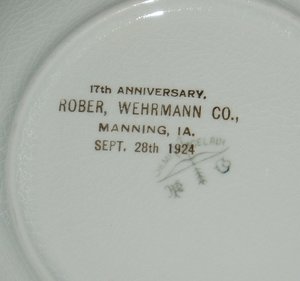 17th ANNIVERSARY.
ROBER, WEHRMANN CO.,
MANNING, IA.
SEPT. 28th 1924